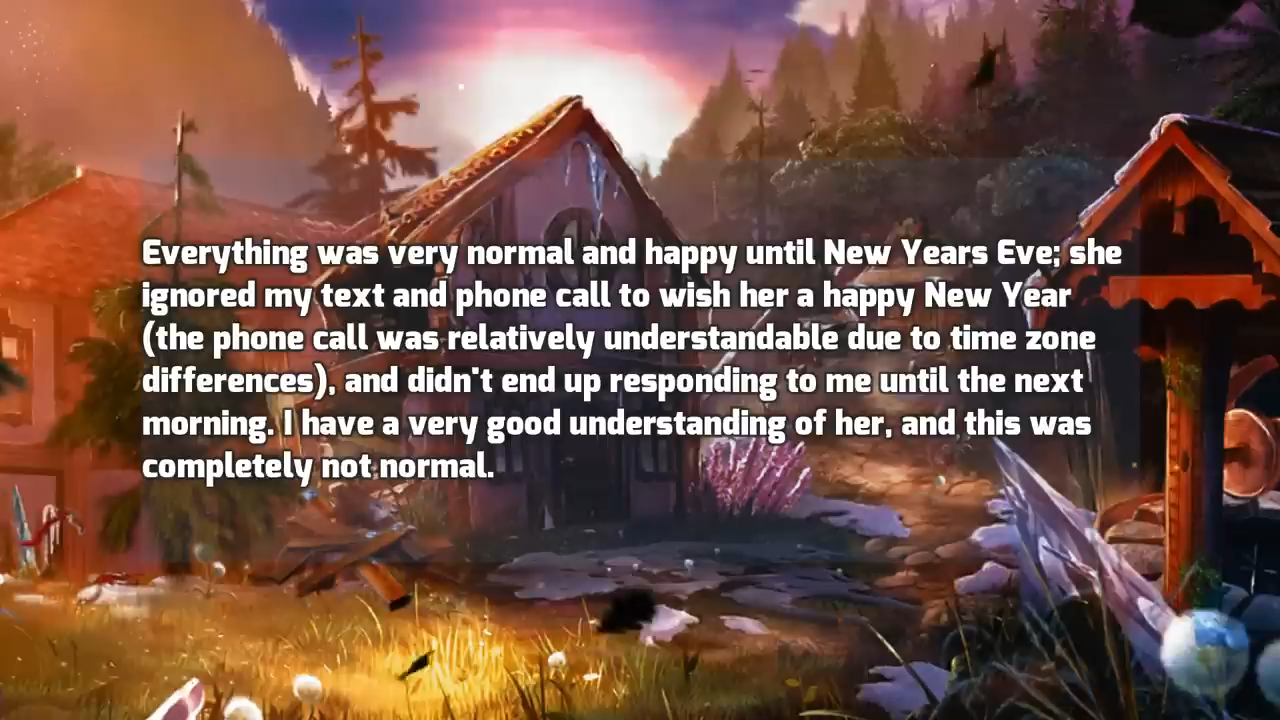 Everything was very normal and happy until New Years Eve; she
ignored my text and phone call to wish her a happy New Year
(the phone call was relatively understandable due to time zone
differences), and didn't end up responding to me until the next
morning. I have a very good understanding of her, and this was
completely not normal.